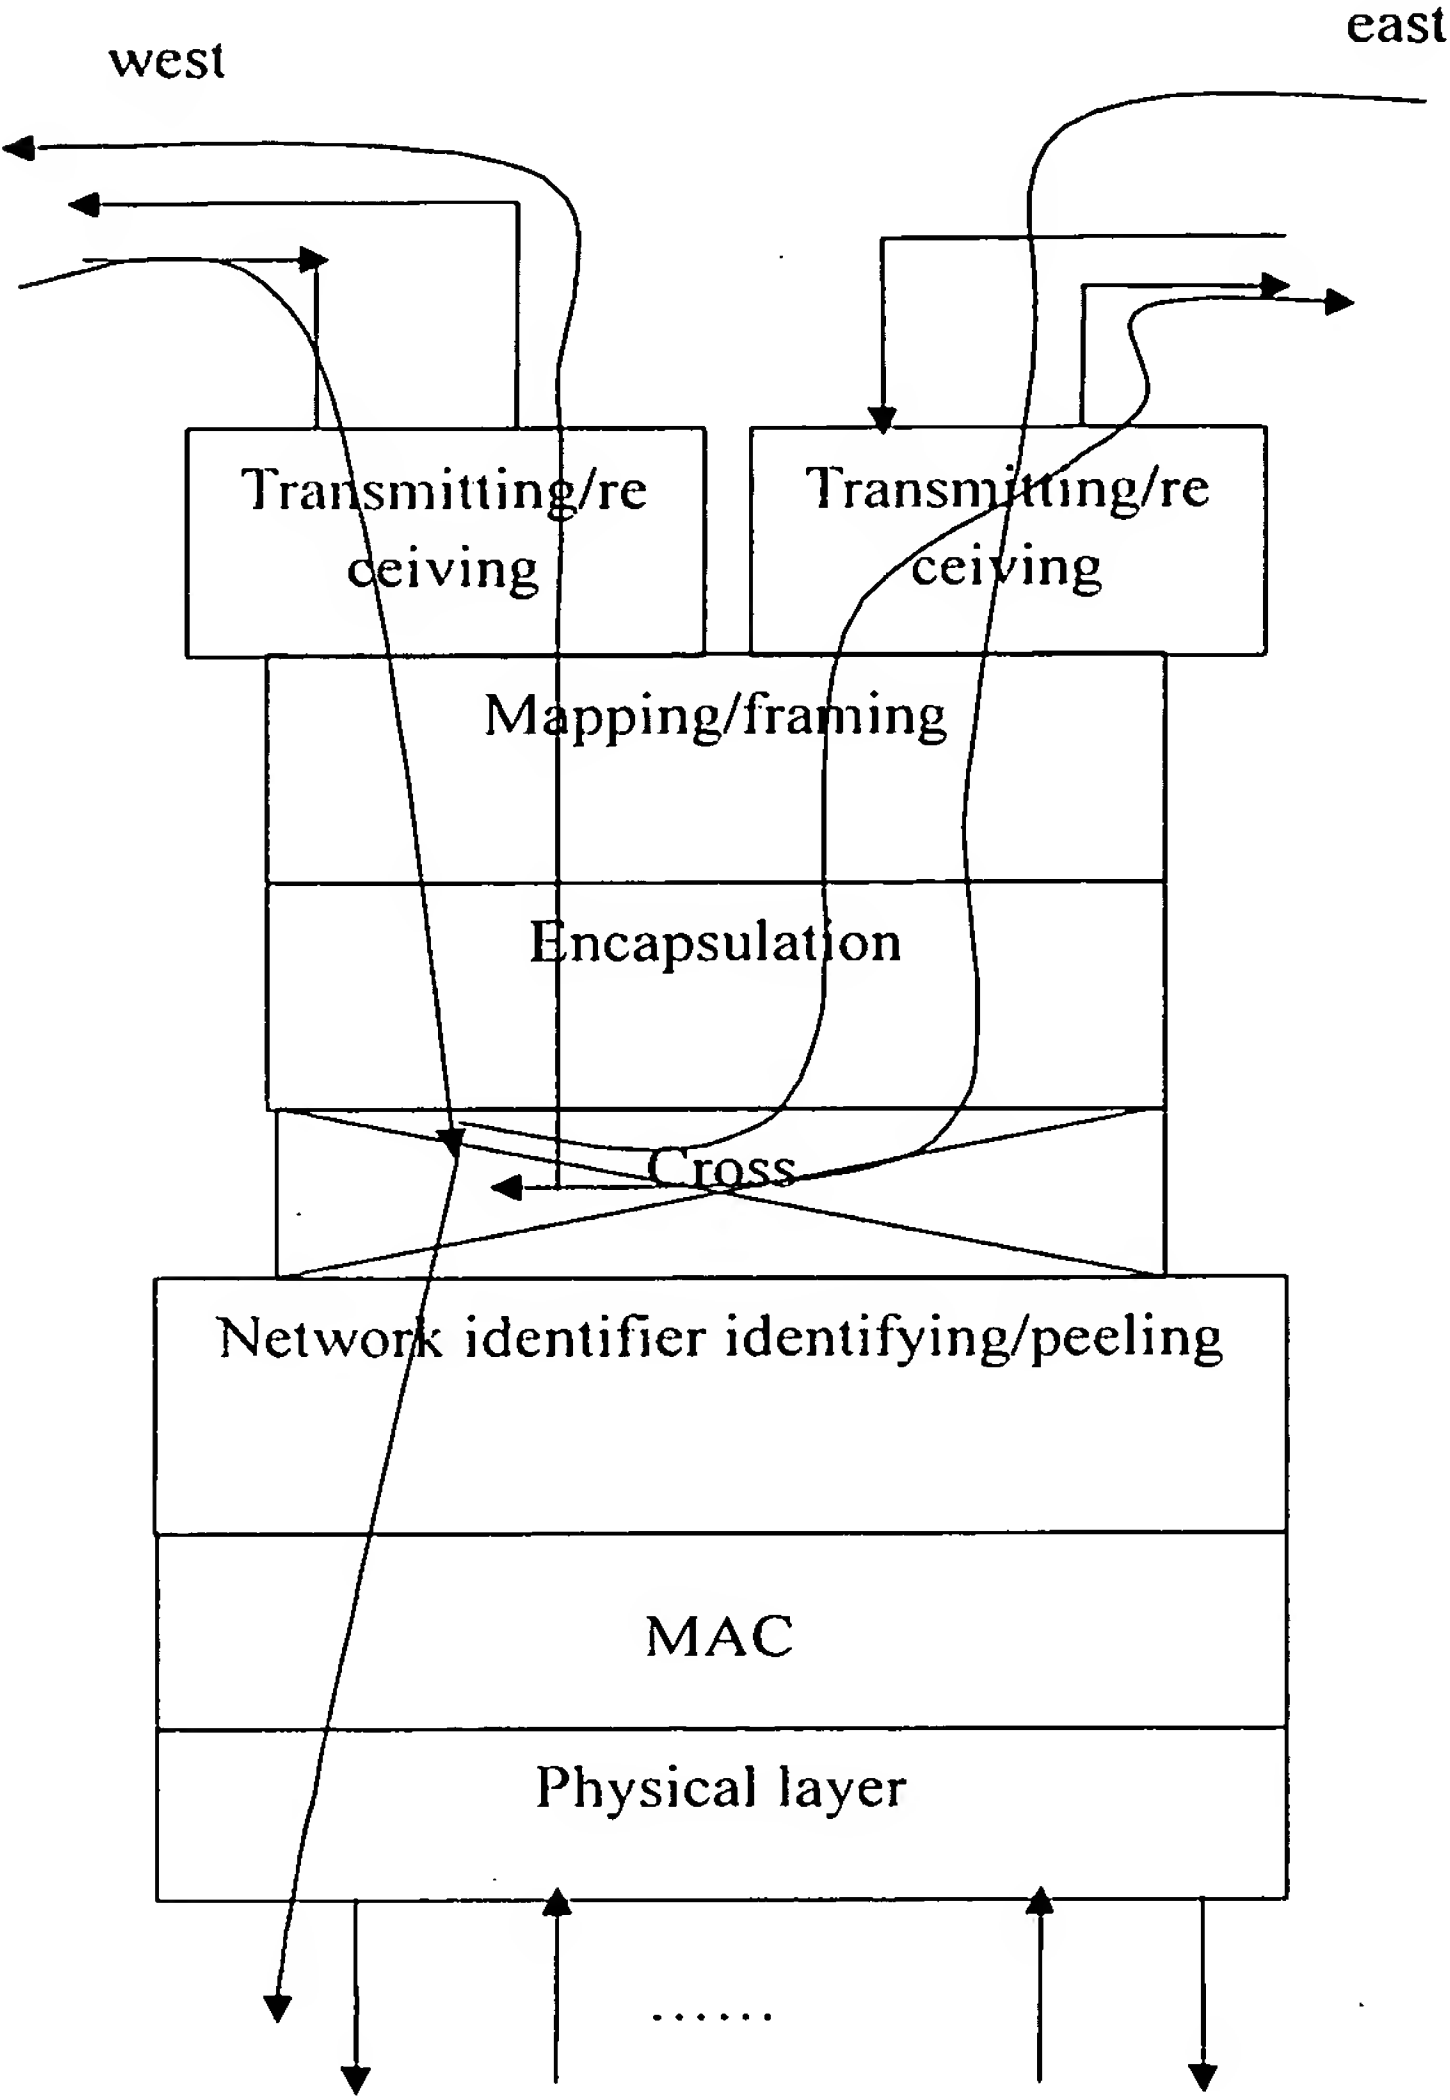 west
east
Transmitting/re
ceiving
Transmitting/re
ceiving
Mapping/framing
Encapsulation
Cross
Network identifier identifying/peeling
MAC
Physical layer
......